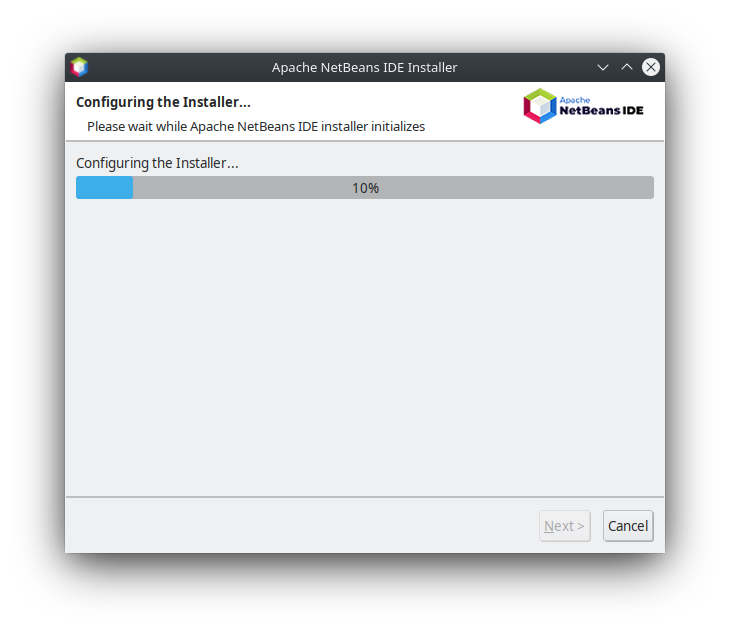 Apache NetBeans IDE Installer
Configuring the Installer...
Please wait while Apache NetBeans IDE installer initializes
Apache
NetBeans IDE
Configuring the Installer...
10%
Next >
Cancel